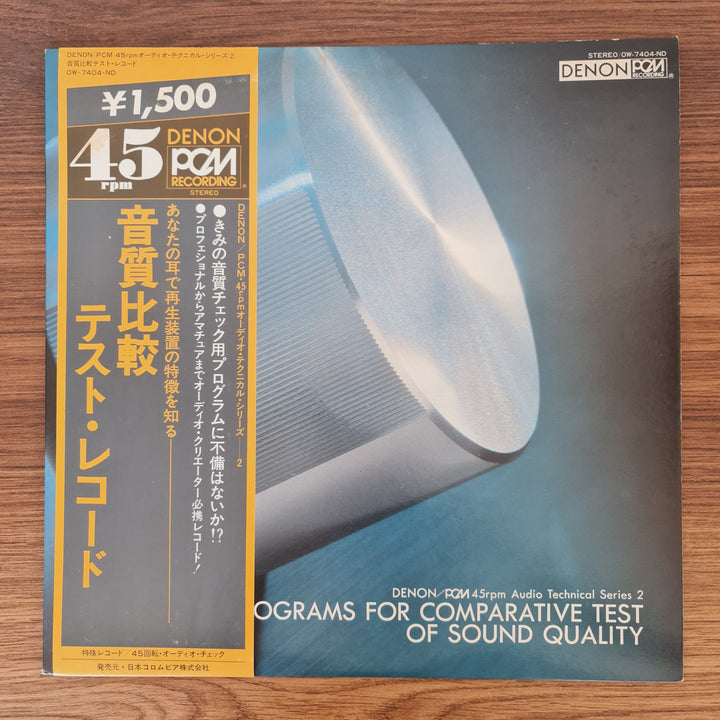 DENON/PCM 45rpmオーディオ・テクニカル・シリーズ(2)
音質比較テスト・レコード
OW-7404-ND
¥1,500
45
rpm
DENON
PCM
RECORDING
STEREO
DENON/PCM・45rpmオーディオ・テクニカル・シリーズ—2
●きみの音質チェック用プログラムに不備はないか!?
●プロフェショナルからアマチュアまでオーディオ・クリエーター必携レコード!
あなたの耳で再生装置の特徴を知る
音質比較
テスト・レコード
特殊レコード/45回転・オーディオ・チェック
発売元・日本コロムビア株式会社
STEREO/OW-7404-ND
DENON PCM
RECORDING
DENON/PCM 45rpm Audio Technical Series 2
OGRAMS FOR COMPARATIVE TEST
OF SOUND QUALITY